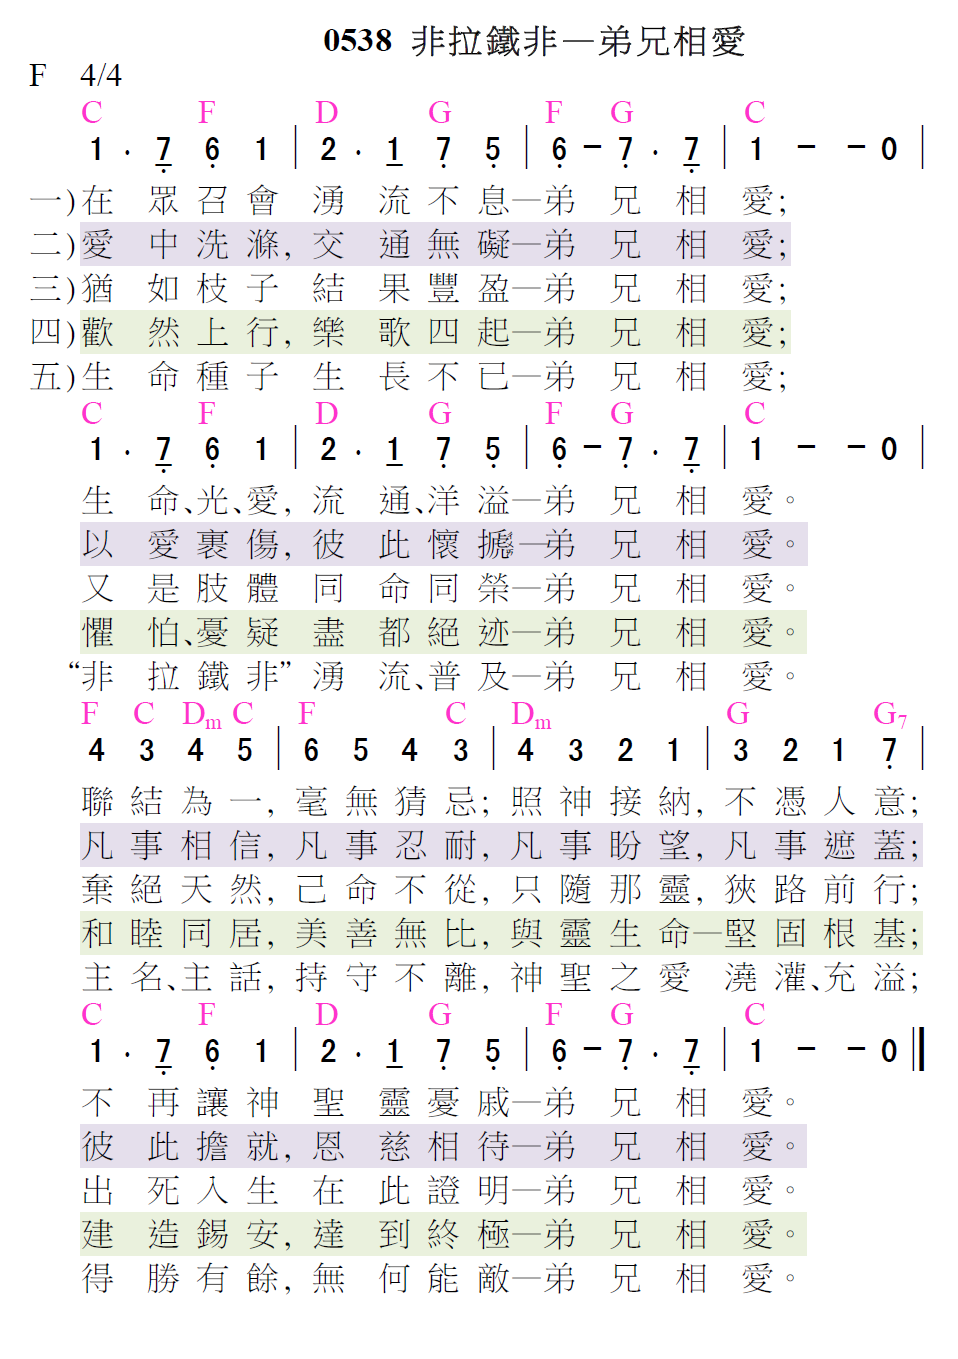 0538 非拉鐵非—弟兄相愛
F 4/4
C F D G F G C
1 . 7 6 1 | 2 . 1 7 5 | 6 – 7 . 7 | 1 – – 0 |
一)在眾召會湧流不息—弟兄相愛;
二)愛中洗滌,交通無礙—弟兄相愛;
三)猶如枝子結果豐盈—弟兄相愛;
四)歡然上行,樂歌四起—弟兄相愛;
五)生命種子生長不已—弟兄相愛;
C F D G F G C
1 . 7 6 1 | 2 . 1 7 5 | 6 – 7 . 7 | 1 – – 0 |
生命、光、愛,流通、洋溢—弟兄相愛。
以愛裹傷,彼此懷摅—弟兄相愛。
又是肢體同命同榮—弟兄相愛。
懼怕、憂疑盡都絕迹—弟兄相愛。
“非拉鐵非”湧流、普及—弟兄相愛。
F C Dm C F C Dm G G7
4 3 4 5 | 6 5 4 3 | 4 3 2 1 | 3 2 1 7 |
聯結為一,毫無猜忌;照神接納,不憑人意;
凡事相信,凡事忍耐,凡事盼望,凡事遮蓋;
棄絕天然,己命不從,只隨那靈,狹路前行;
和睦同居,美善無比,與靈生命—堅固根基;
主名、主話,持守不離,神聖之愛澆灌、充溢;
C F D G F G C
1 . 7 6 1 | 2 . 1 7 5 | 6 – 7 . 7 | 1 – – 0
不再讓神聖靈憂戚—弟兄相愛。
彼此擔就,恩慈相待—弟兄相愛。
出死入生在此證明—弟兄相愛。
建造錫安,達到終極—弟兄相愛。
得勝有餘,無何能敵—弟兄相愛。